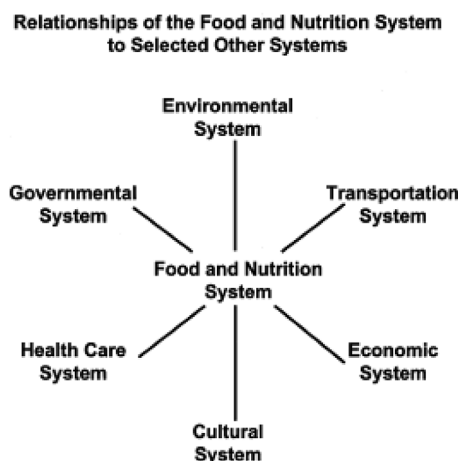 Relationships of the Food and Nutrition System
to Selected Other Systems
Environmental
System
Governmental
System
Transportation
System
Food and Nutrition
System
Health Care
System
Economic
System
Cultural
System